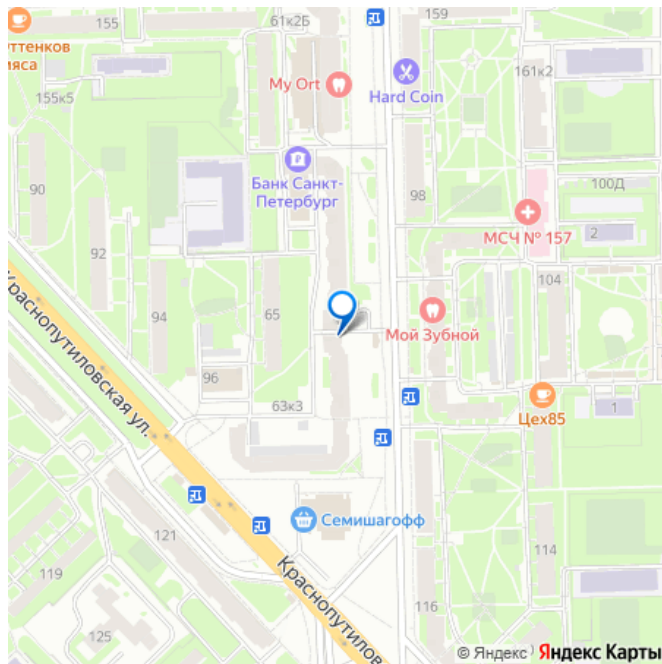 155
61к2Б
159
уттенков
ияса
My Ort
Hard Coin
161к2
155к5
90
Банк Санкт-
Петербург
98
100Д
МСЧ № 157
2
92
104
94
65
Мой Зубной
Краснопутиловская ул.
96
63к3
Цех85
1
Семишагофф
121
114
119
Краснопутилов
116
125
© Яндекс Яндекс Карты